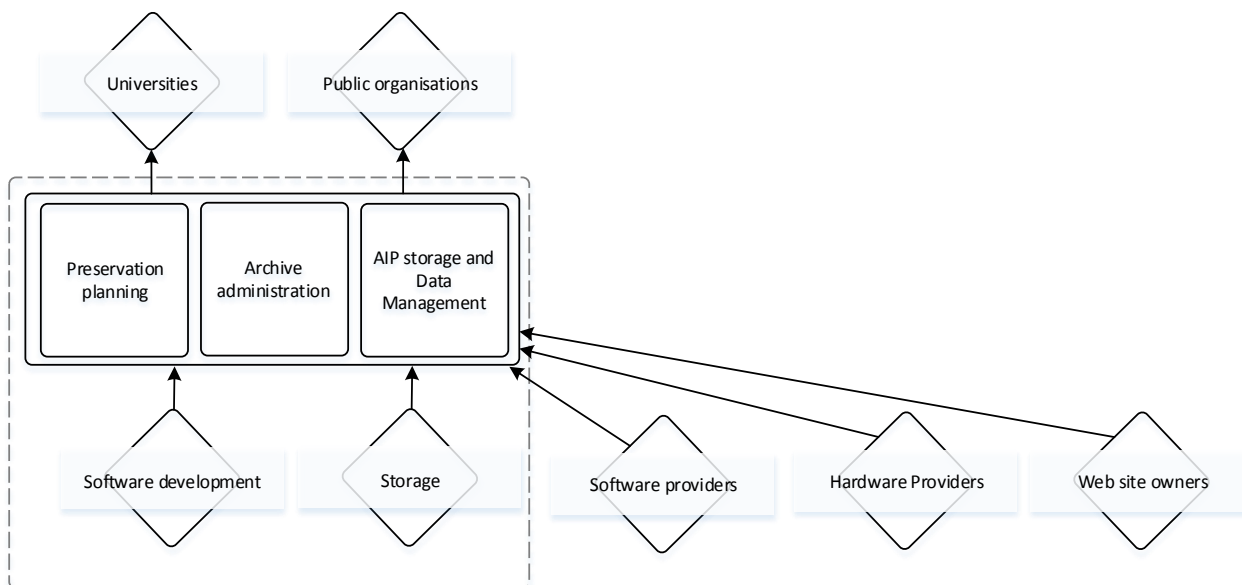 Universities
Public organisations
Preservation
planning
Archive
administration
AIP storage and
Data
Management
Software development
Storage
Software providers
Hardware Providers
Web site owners